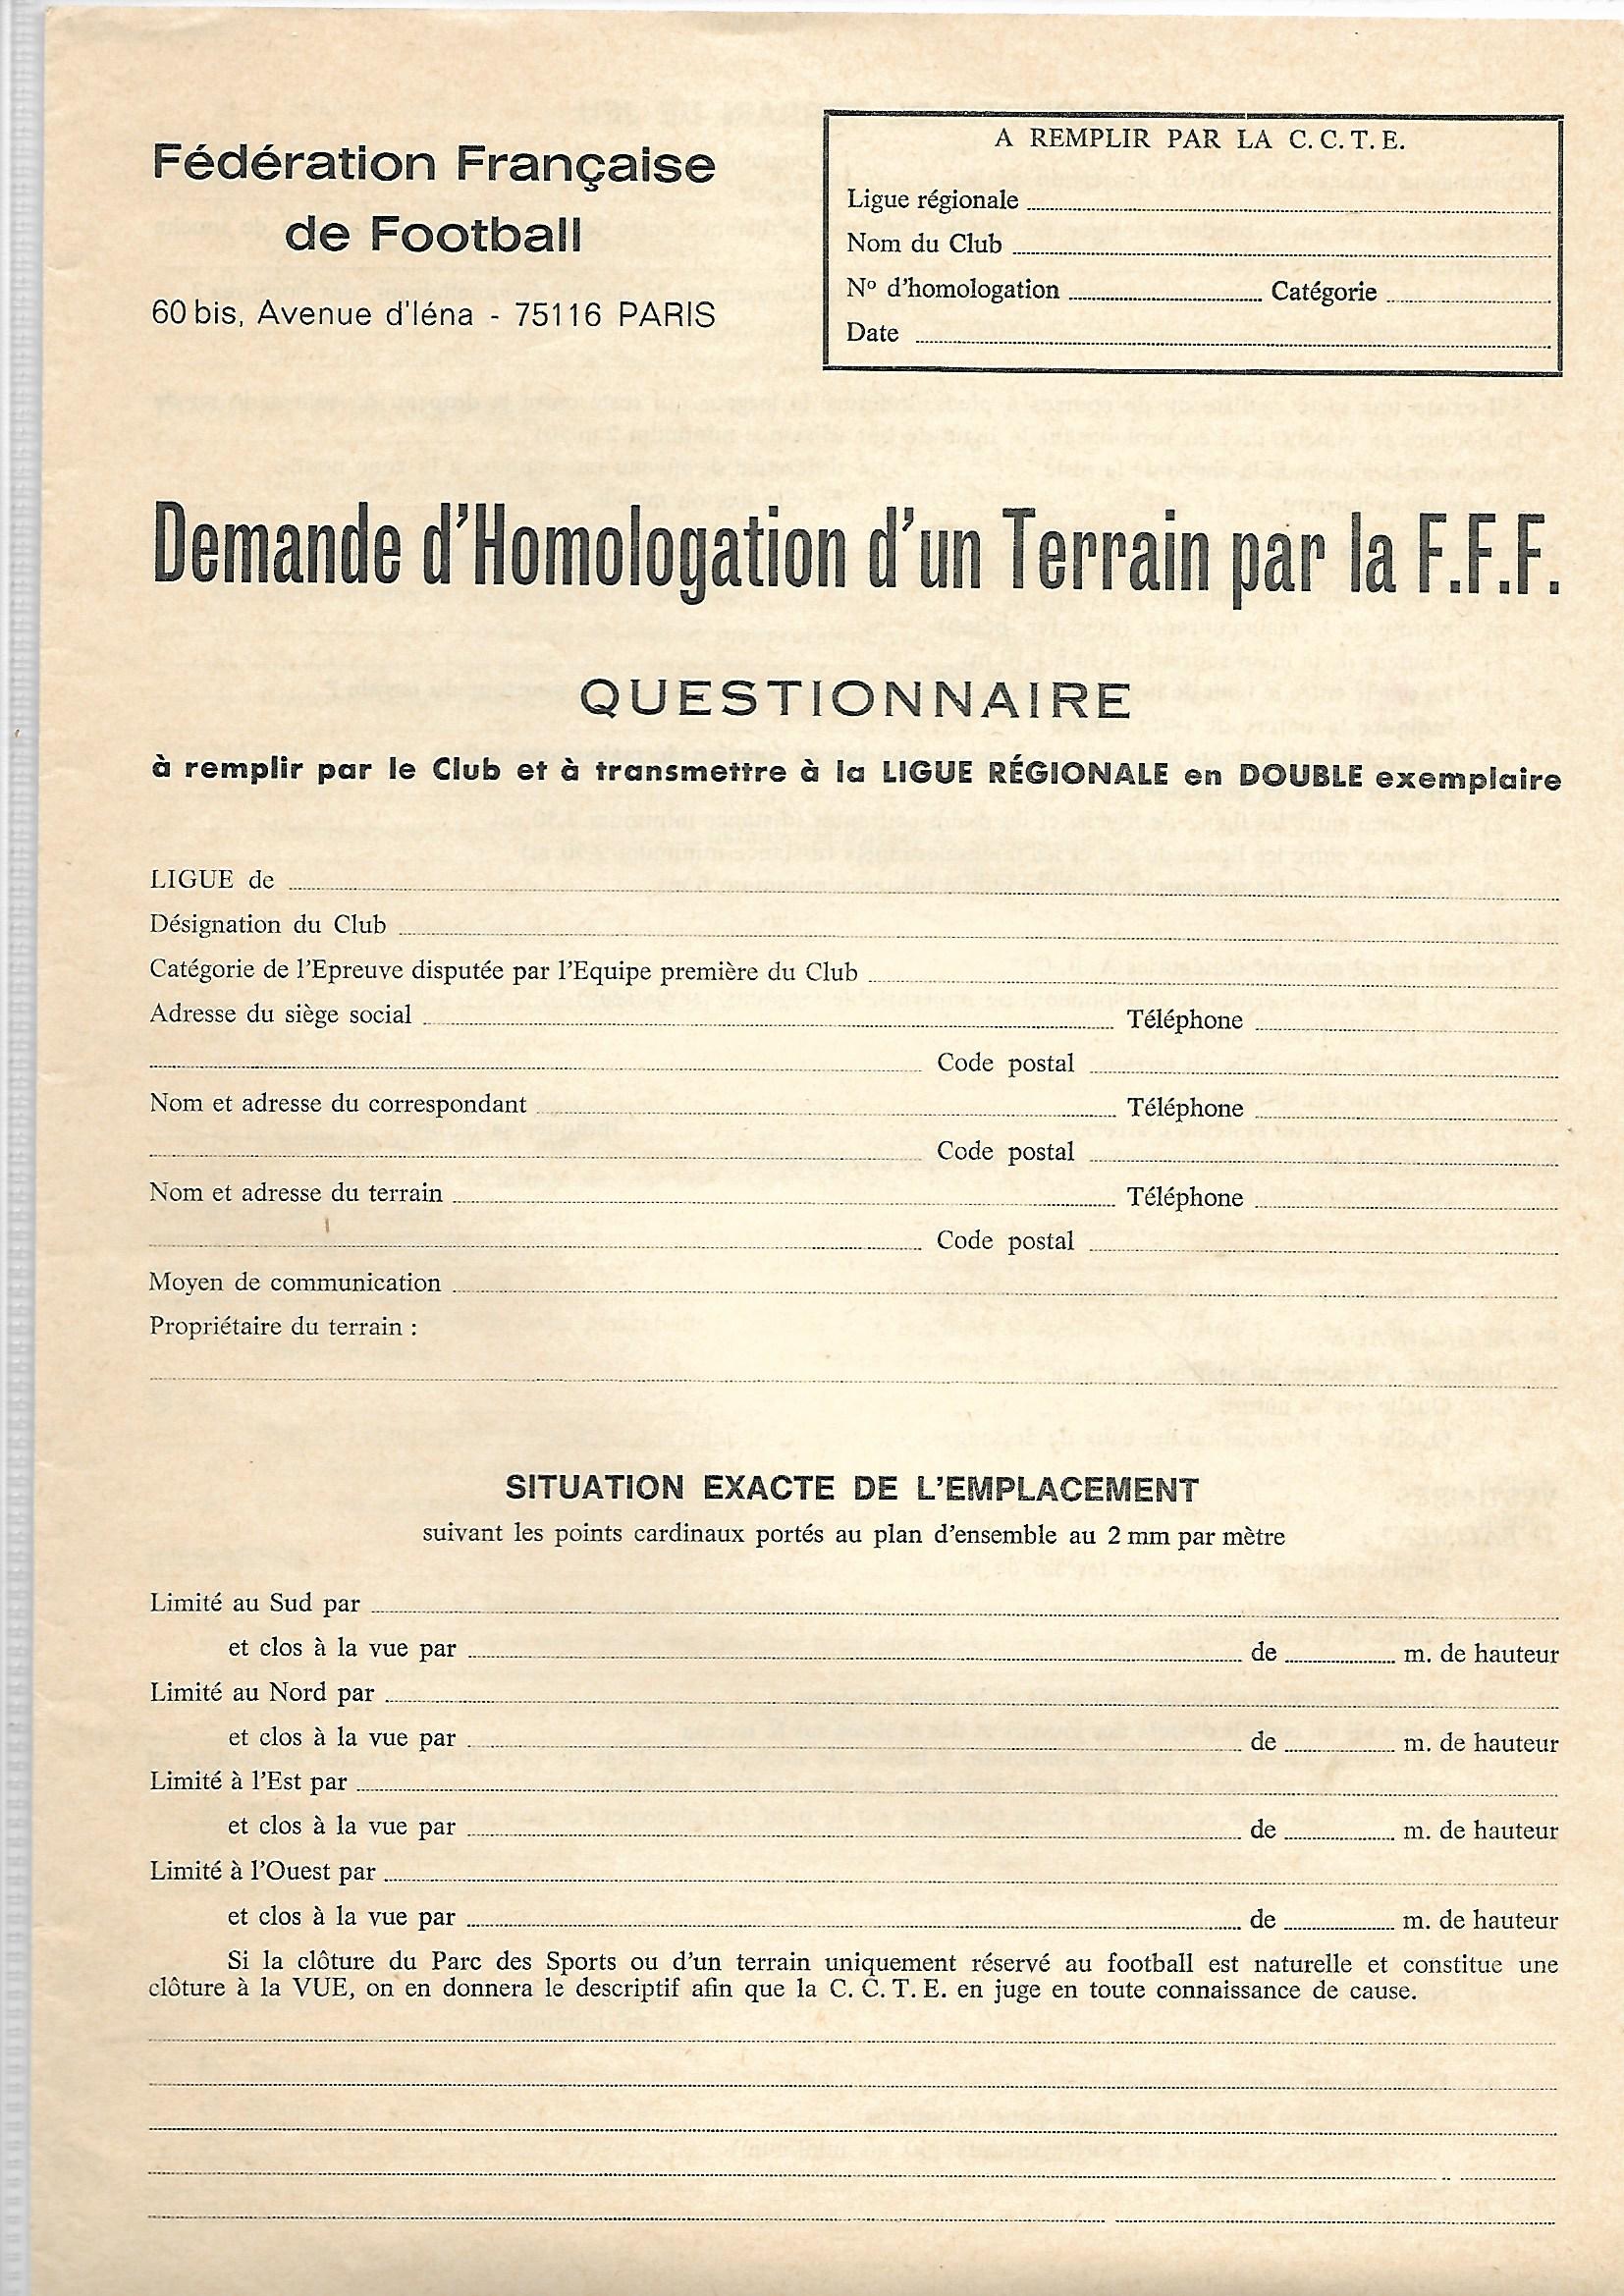 Fédération Française
de Football
60 bis, Avenue d'Iéna - 75116 PARIS
A REMPLIR PAR LA C.C.T.E.
Ligue régionale
Nom du Club
Nº d'homologation Catégorie
Date
Demande d'Homologation d'un Terrain par la F.F.F.
QUESTIONNAIRE
à remplir par le Club et à transmettre à la LIGUE RÉGIONALE en DOUBLE exemplaire
LIGUE de
Désignation du Club
Catégorie de l'Epreuve disputée par l'Equipe première du Club
Adresse du siège social Téléphone
Code postal
Nom et adresse du correspondant Téléphone
Code postal
Nom et adresse du terrain Téléphone
Code postal
Moyen de communication
Propriétaire du terrain :
SITUATION EXACTE DE L'EMPLACEMENT
suivant les points cardinaux portés au plan d'ensemble au 2 mm par mètre
Limité au Sud par
et clos à la vue par de m. de hauteur
Limité au Nord par
et clos à la vue par de m. de hauteur
Limité à l'Est par
et clos à la vue par de m. de hauteur
Limité à l'Ouest par
et clos à la vue par de m. de hauteur
Si la clôture du Parc des Sports ou d'un terrain uniquement réservé au football est naturelle et constitue une
clôture à la VUE, on en donnera le descriptif afin que la C. C. T. E. en juge en toute connaissance de cause.